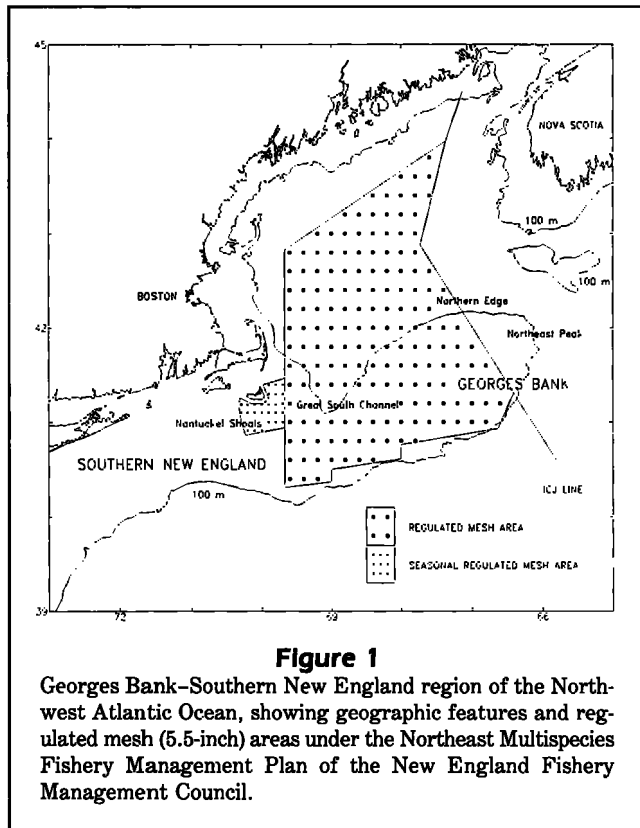 45
NOVA SCOTIA
100 m
100 m
BOSTON
42
Northern Edge
Northeast Peak
GEORGES' BANK
Great South Channel
Nantucket Shoals
SOUTHERN NEW ENGLAND
100 m
ICJ LINE
REGULATED MESH AREA
SEASONAL REGULATED MESH AREA
39
72
69
66
Figure 1
Georges Bank–Southern New England region of the North-
west Atlantic Ocean, showing geographic features and reg-
ulated mesh (5.5-inch) areas under the Northeast Multispecies
Fishery Management Plan of the New England Fishery
Management Council.